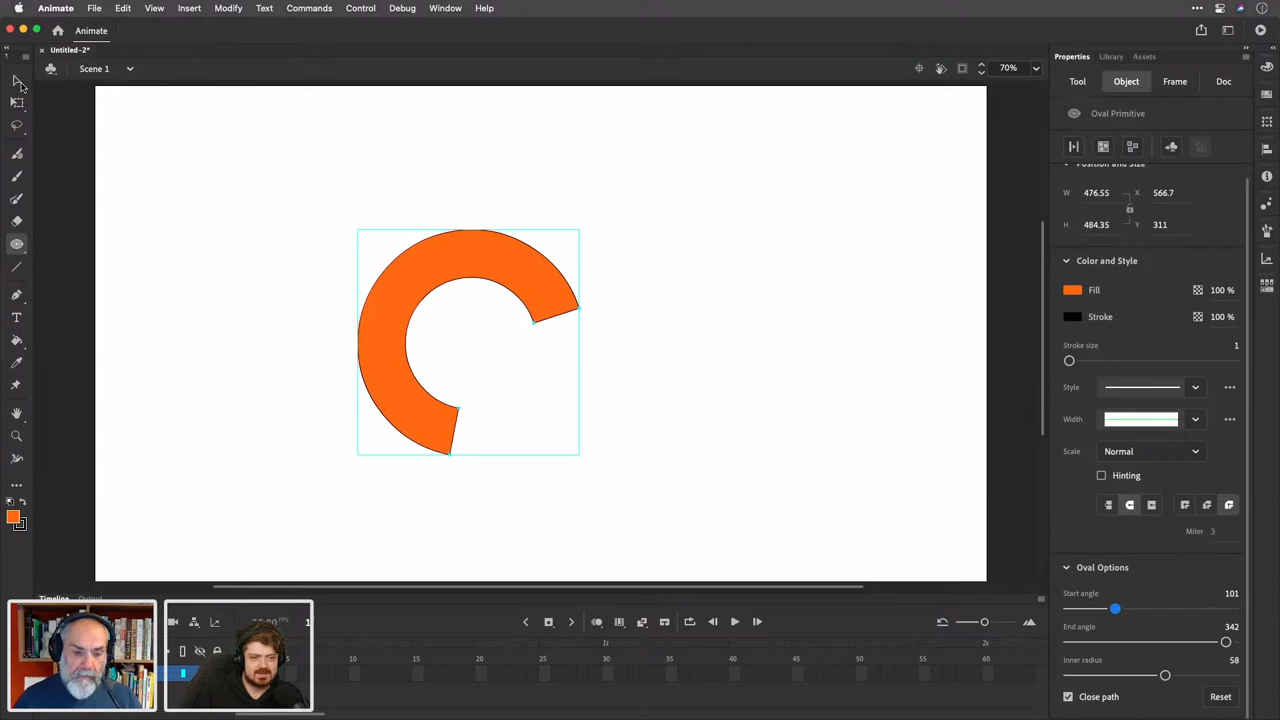 Animate File Edit View Insert Modify Text Commands Control Debug Window Help
Animate
Untitled-2*
Scene 1
70%
Properties Library Assets
Tool Object Frame Doc
Oval Primitive
Position and Size
W 476.55 X 566.7
H 484.35 Y 311
Color and Style
Fill 100 %
Stroke 100 %
Stroke size 1
Style
Width
Scale Normal
Hinting
Miter 3
Oval Options
Start angle 101
End angle 342
Inner radius 58
Close path Reset
Timeline Output
FPS 1
1s 2s
5 10 15 20 25 30 35 40 45 50 55 60